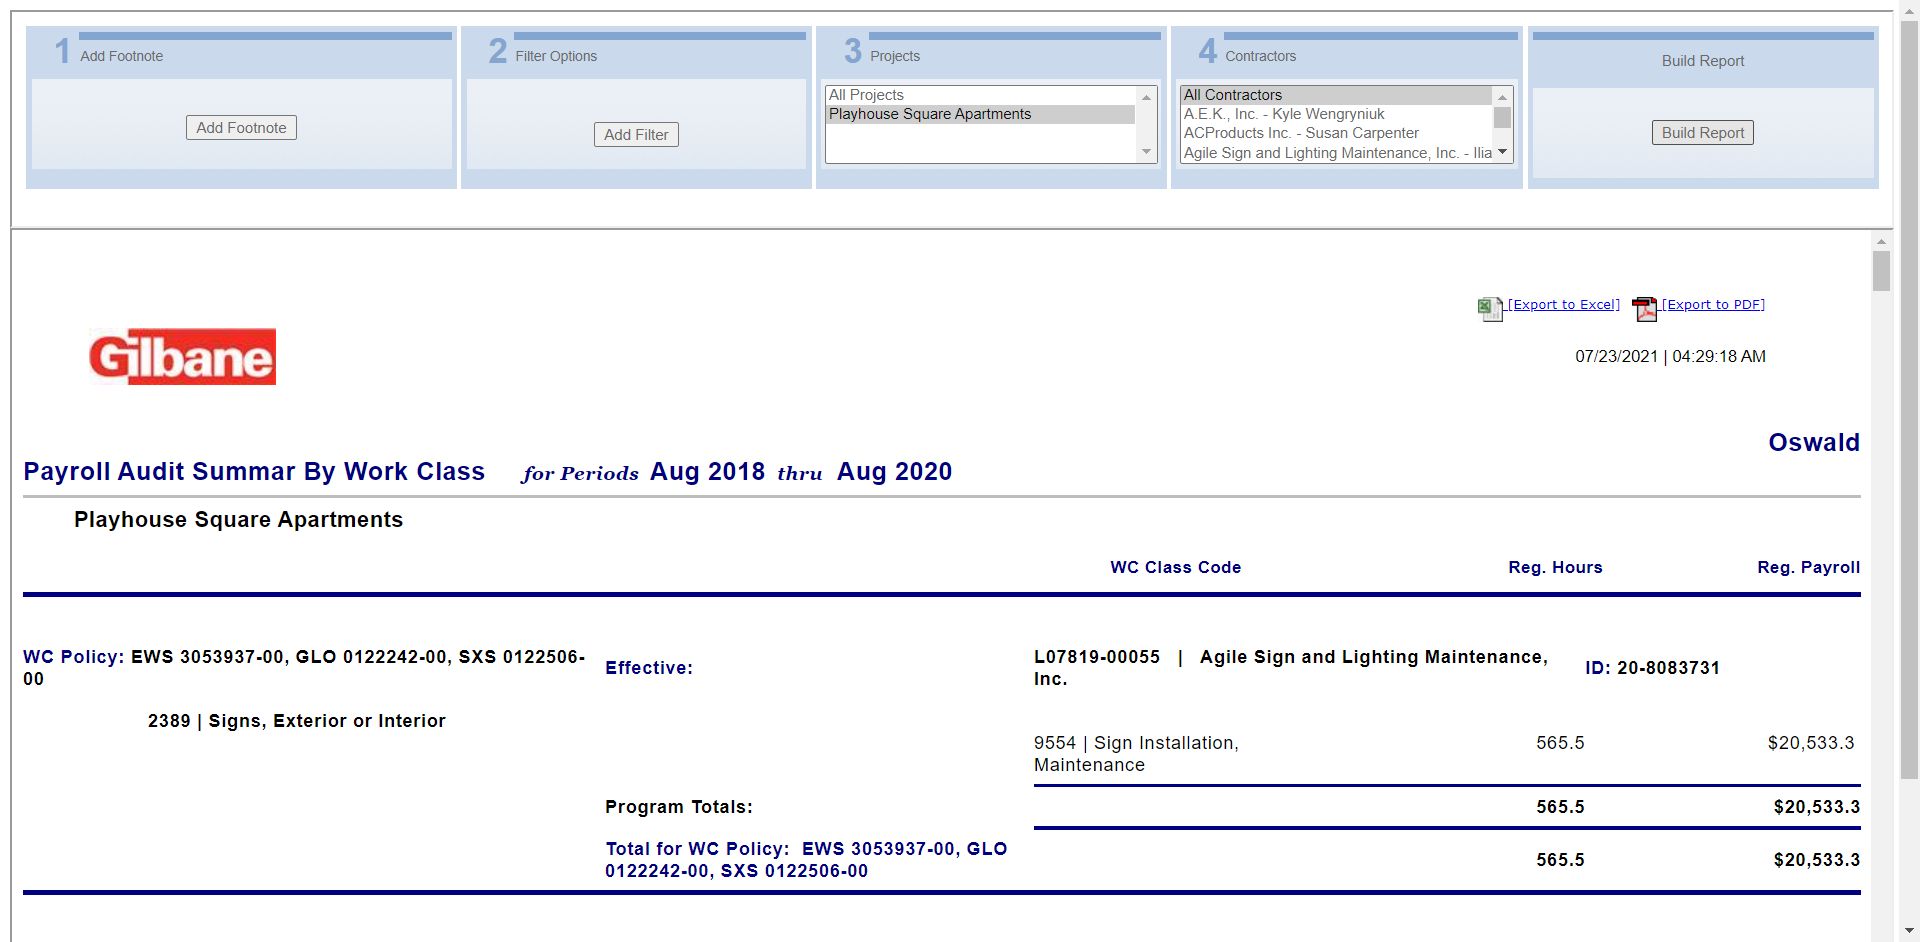 1 Add Footnote
Add Footnote
2 Filter Options
Add Filter
3 Projects
All Projects
Playhouse Square Apartments
4 Contractors
All Contractors
A.E.K., Inc. - Kyle Wengryniuk
ACProducts Inc. - Susan Carpenter
Agile Sign and Lighting Maintenance, Inc. - Ilia
Build Report
Build Report
[Export to Excel] [Export to PDF]
Gilbane
07/23/2021 | 04:29:18 AM
Oswald
Payroll Audit Summar By Work Class for Periods Aug 2018 thru Aug 2020
Playhouse Square Apartments
WC Class Code Reg. Hours Reg. Payroll
WC Policy: EWS 3053937-00, GLO 0122242-00, SXS 0122506-
00
Effective:
L07819-00055 | Agile Sign and Lighting Maintenance,
Inc.
ID: 20-8083731
2389 | Signs, Exterior or Interior
9554 | Sign Installation,
Maintenance
565.5 $20,533.3
Program Totals: 565.5 $20,533.3
Total for WC Policy: EWS 3053937-00, GLO
0122242-00, SXS 0122506-00
565.5 $20,533.3